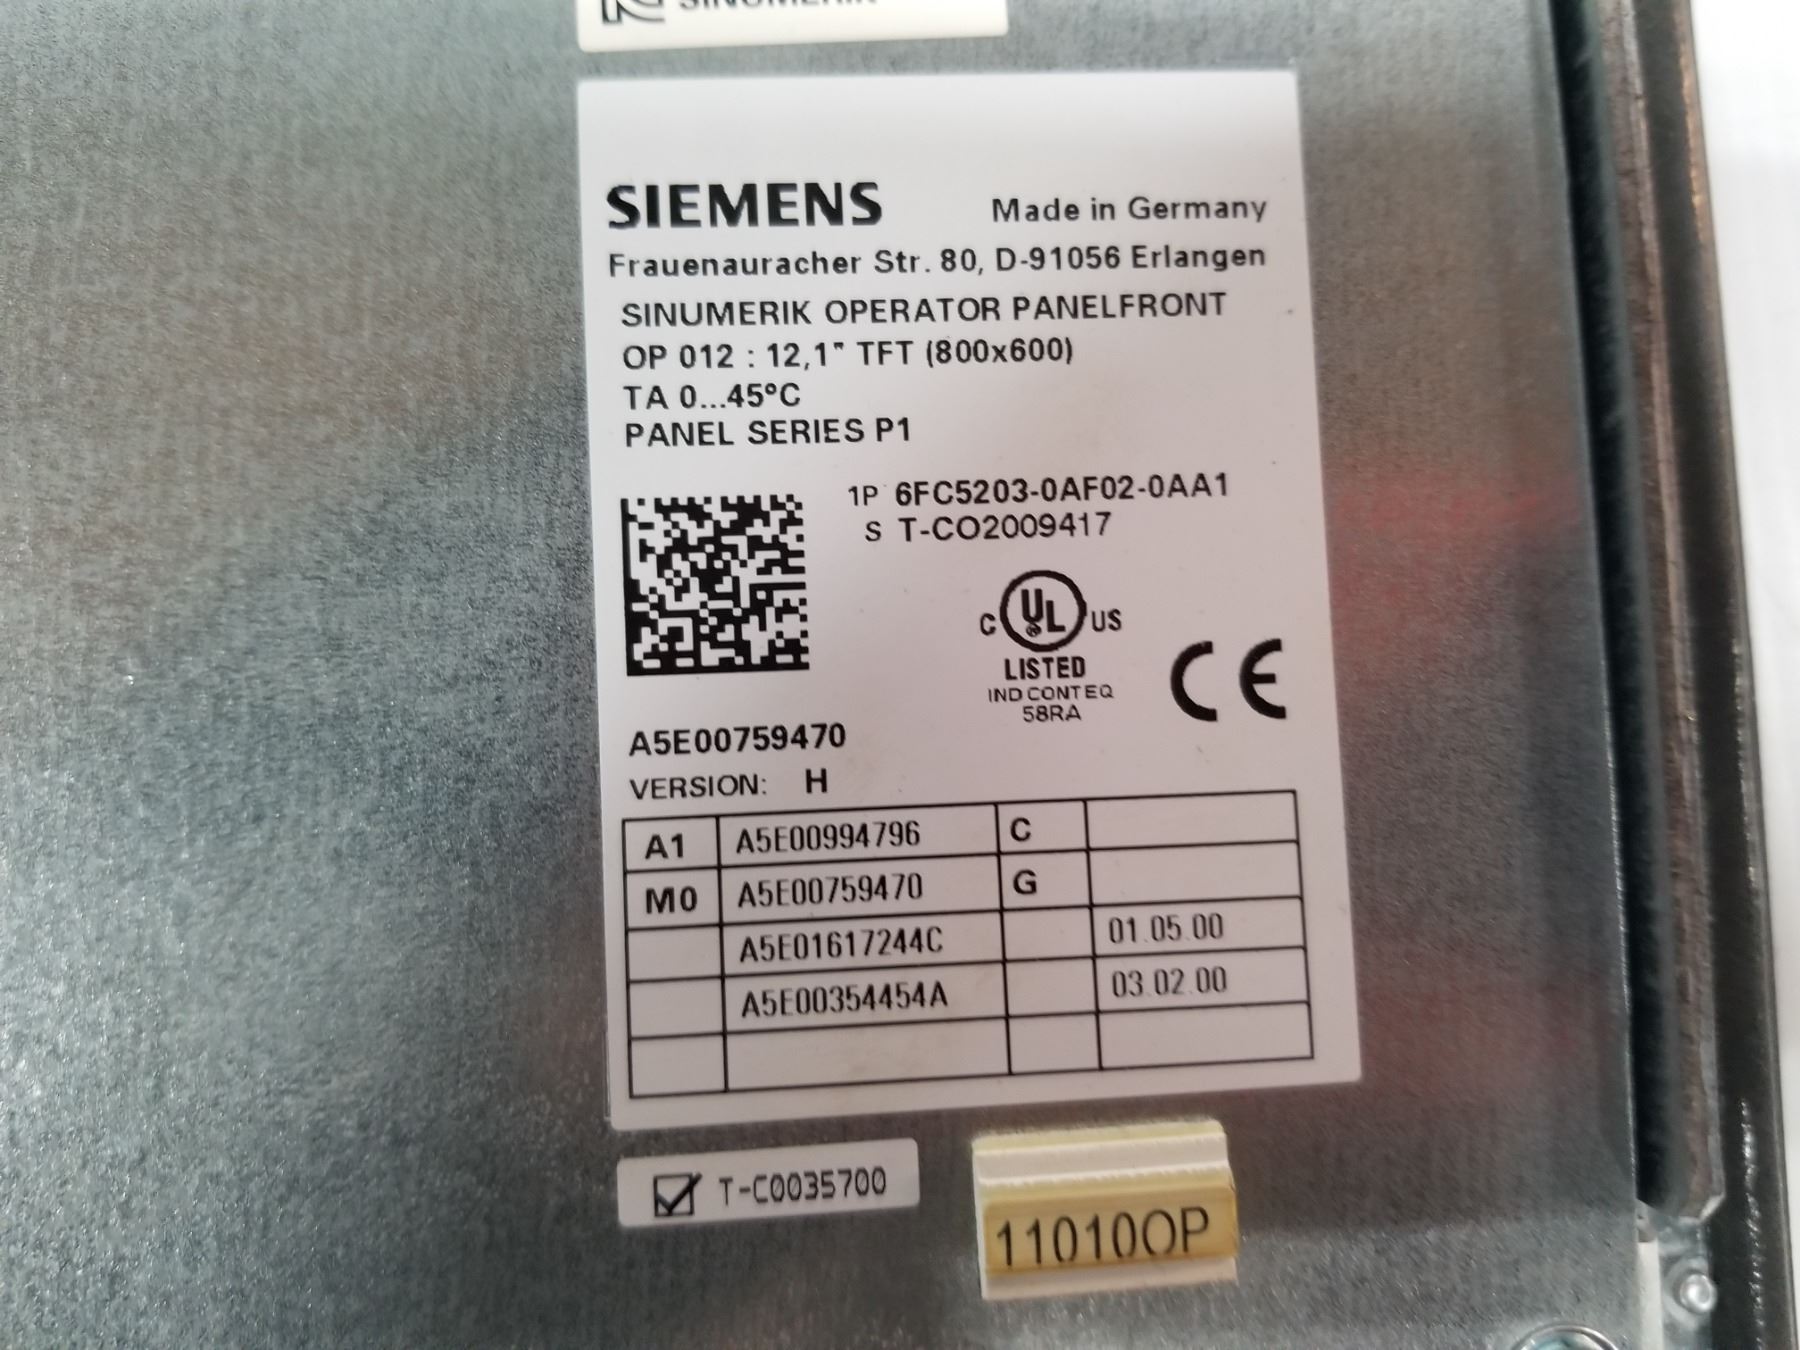 SINUMERIK
SIEMENS Made in Germany
Frauenauracher Str. 80, D-91056 Erlangen
SINUMERIK OPERATOR PANELFRONT
OP 012 : 12,1" TFT (800x600)
TA 0...45°C
PANEL SERIES P1
1P 6FC5203-0AF02-0AA1
S T-CO2009417
C UL US
LISTED
IND CONT EQ
58RA
CE
A5E00759470
VERSION: H
A1 A5E00994796 C
M0 A5E00759470 G
A5E01617244C 01.05.00
A5E00354454A 03.02.00
T-C0035700
11010OP